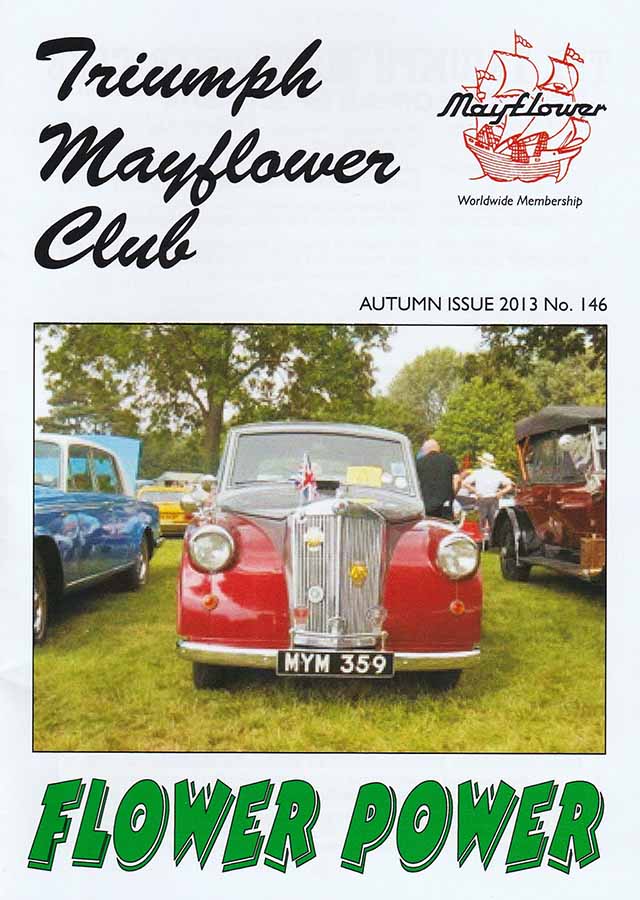 Triumph
Mayflower
Club
Mayflower
Worldwide Membership
AUTUMN ISSUE 2013 No. 146
MYM 359
FLOWER POWER